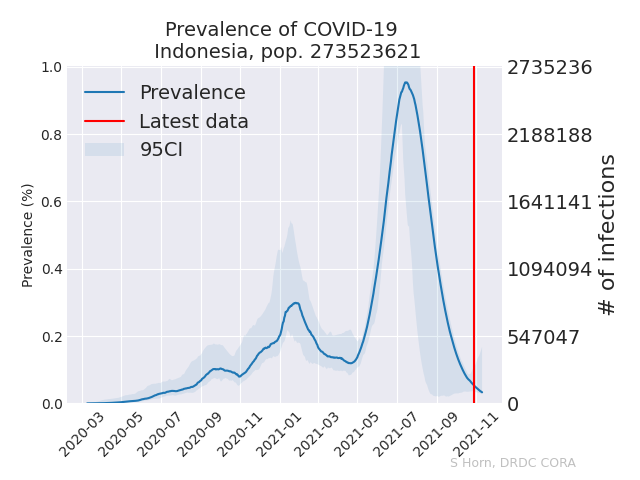 Prevalence of COVID-19
Indonesia, pop. 273523621
Prevalence
Latest data
95CI
1.0
0.8
0.6
0.4
0.2
0.0
Prevalence (%)
2735236
2188188
1641141
1094094
547047
0
# of infections
2020-03
2020-05
2020-07
2020-09
2020-11
2021-01
2021-03
2021-05
2021-07
2021-09
2021-11
S Horn, DRDC CORA